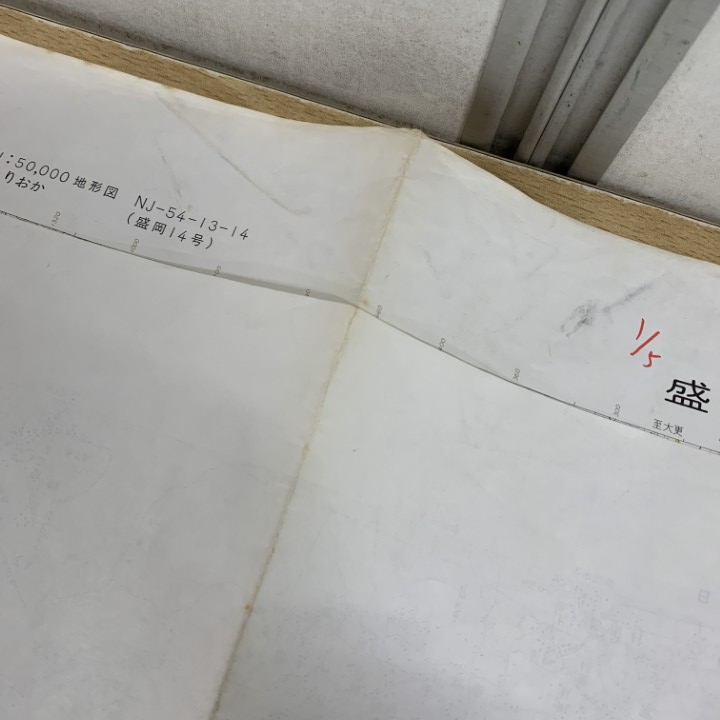 :50,000 地形図 NJ-54-13-14
りおか (盛岡14号)
1/5
盛
至大更